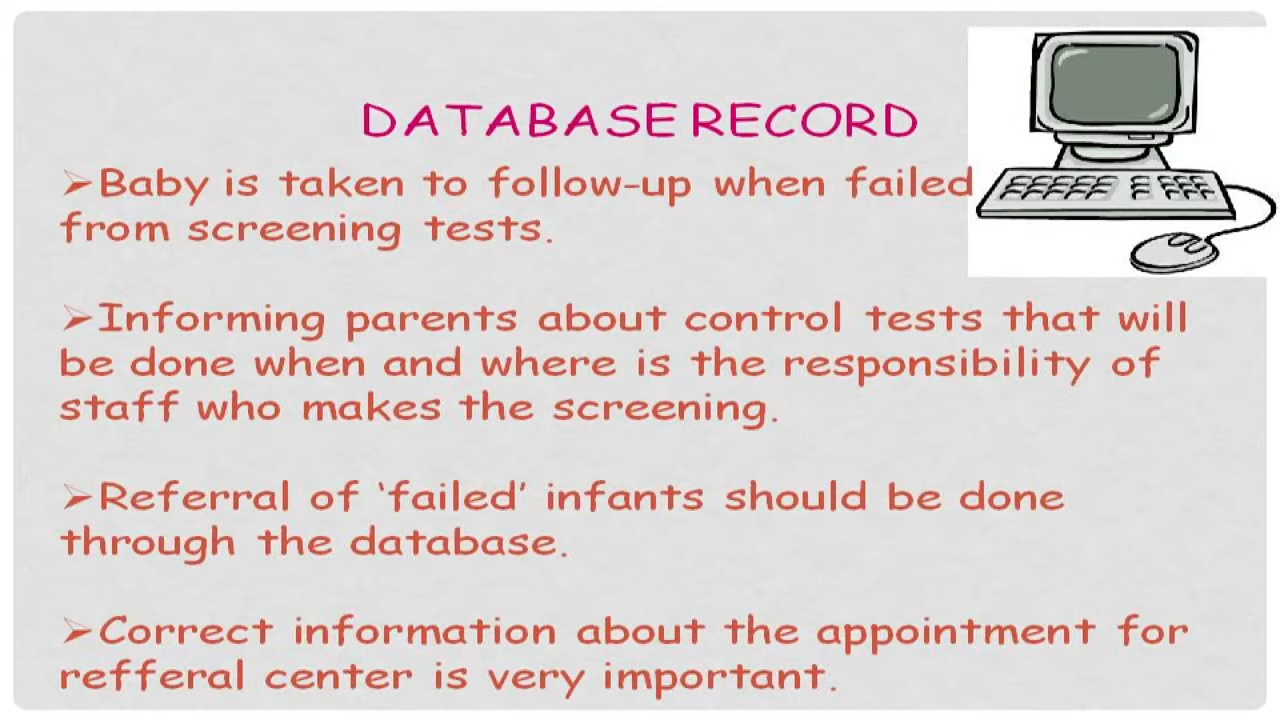 DATABASE RECORD
➢Baby is taken to follow-up when failed
from screening tests.
➢Informing parents about control tests that will
be done when and where is the responsibility of
staff who makes the screening.
➢Referral of ‘failed’ infants should be done
through the database.
➢Correct information about the appointment for
refferal center is very important.